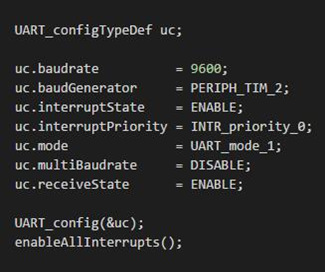 UART_configTypeDef uc;

uc.baudrate          = 9600;
uc.baudGenerator     = PERIPH_TIM_2;
uc.interruptState    = ENABLE;
uc.interruptPriority = INTR_priority_0;
uc.mode              = UART_mode_1;
uc.multiBaudrate     = DISABLE;
uc.receiveState      = ENABLE;

UART_config(&uc);
enableAllInterrupts();